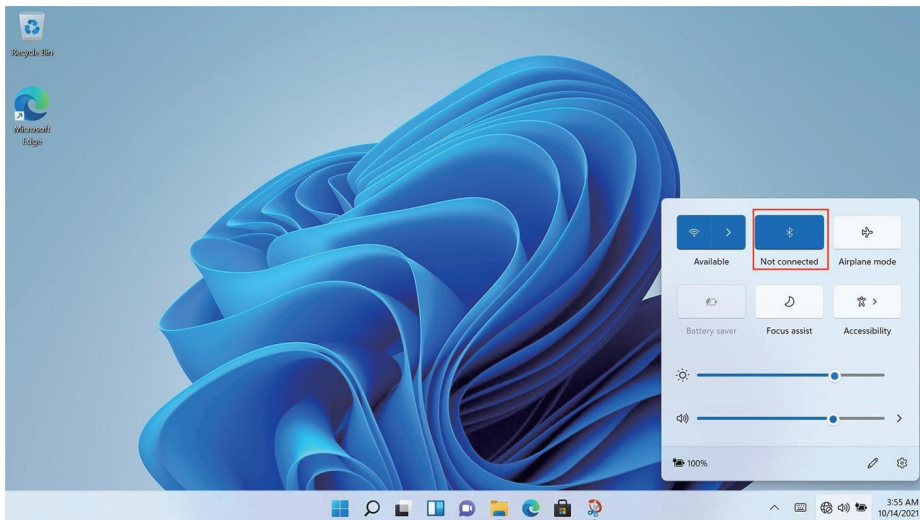 Recycle Bin
Microsoft
Edge
Available
Not connected
Airplane mode
Battery saver
Focus assist
Accessibility
100%
3:55 AM
10/14/2021